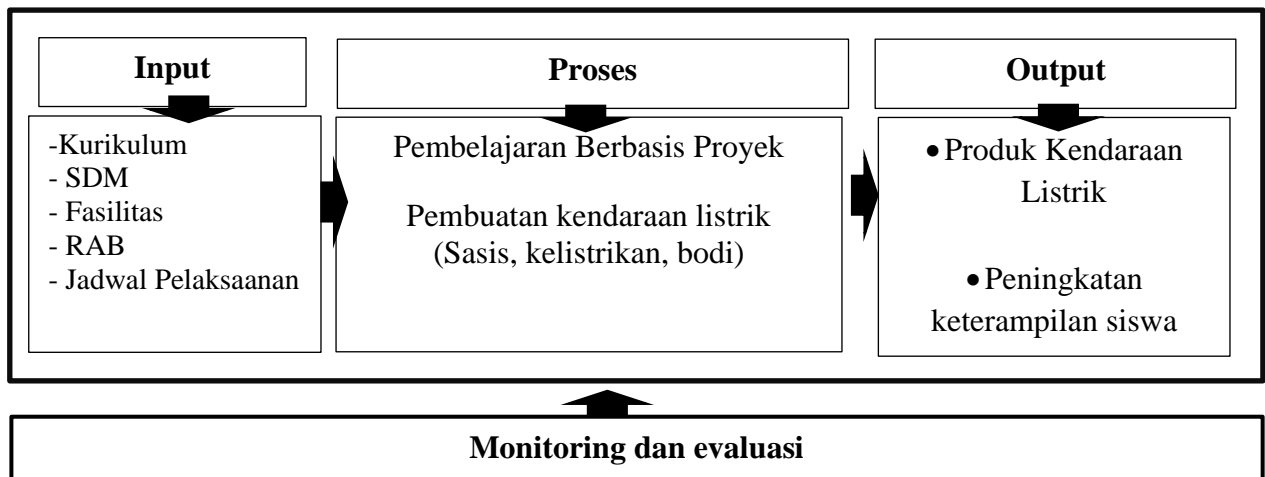 Input
-Kurikulum
- SDM
- Fasilitas
- RAB
- Jadwal Pelaksanaan
Proses
Pembelajaran Berbasis Proyek
Pembuatan kendaraan listrik
(Sasis, kelistrikan, bodi)
Output
•Produk Kendaraan
Listrik
•Peningkatan
keterampilan siswa
Monitoring dan evaluasi